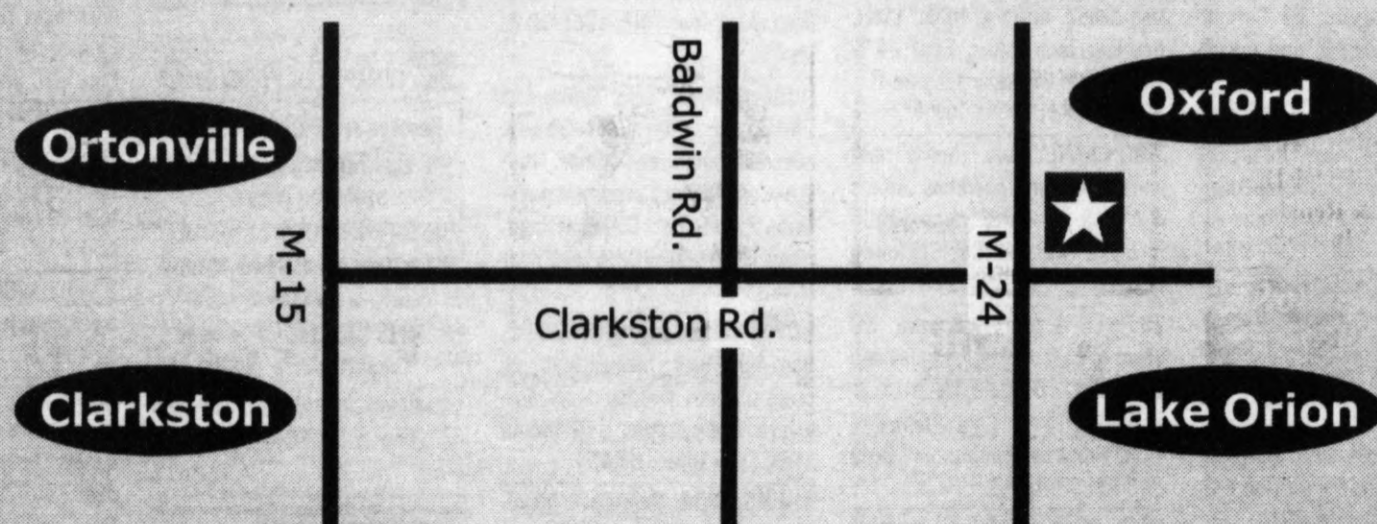 Ortonville
Clarkston
M-15
Baldwin Rd.
Clarkston Rd.
M-24
Oxford
Lake Orion